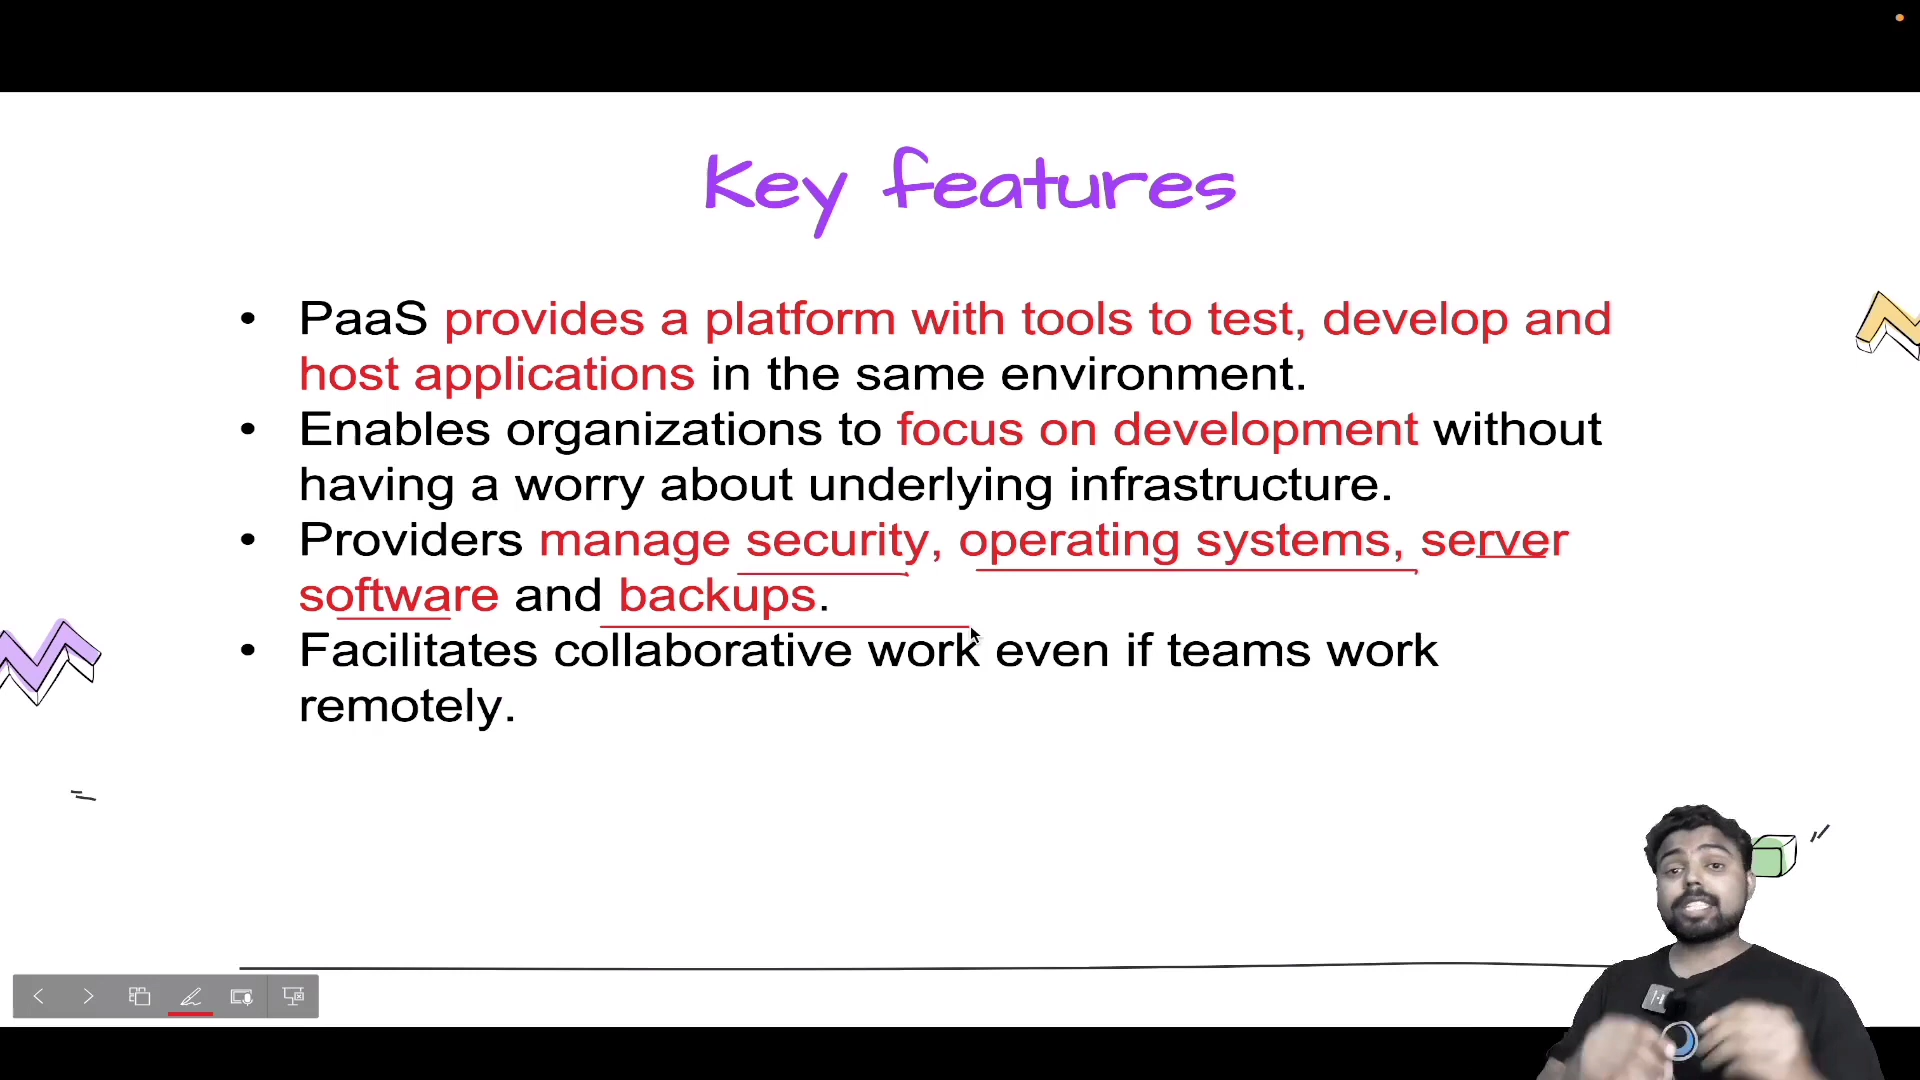 Key features
• PaaS provides a platform with tools to test, develop and
host applications in the same environment.
• Enables organizations to focus on development without
having a worry about underlying infrastructure.
• Providers manage security, operating systems, server
software and backups.
• Facilitates collaborative work even if teams work
remotely.